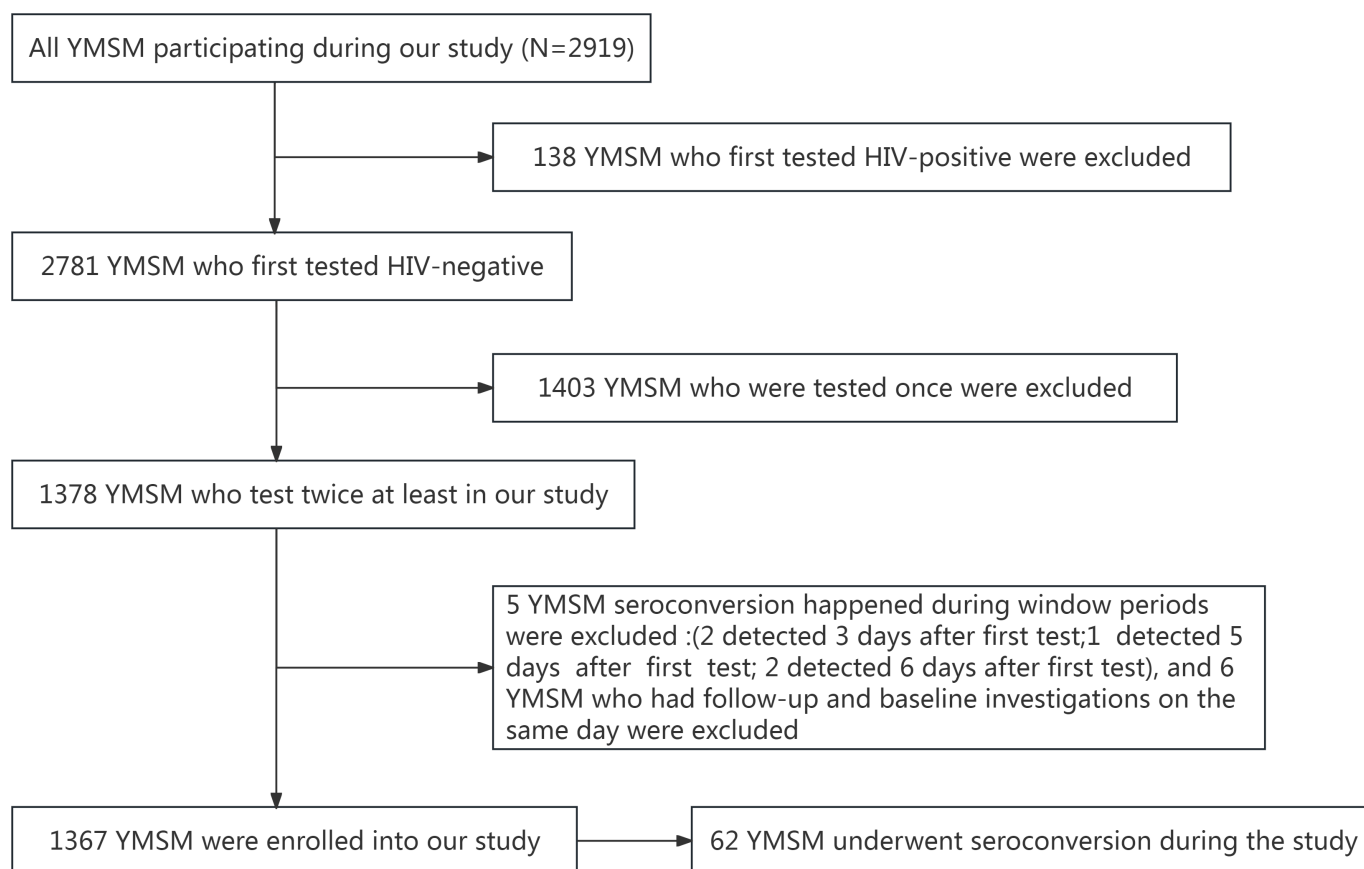 All YMSM participating during our study (N=2919)
138 YMSM who first tested HIV-positive were excluded
2781 YMSM who first tested HIV-negative
1403 YMSM who were tested once were excluded
1378 YMSM who test twice at least in our study
5 YMSM seroconversion happened during window periods
were excluded :(2 detected 3 days after first test;1  detected 5
days  after  first  test; 2 detected 6 days after first test), and 6
YMSM who had follow-up and baseline investigations on the
same day were excluded
1367 YMSM were enrolled into our study
62 YMSM underwent seroconversion during the study